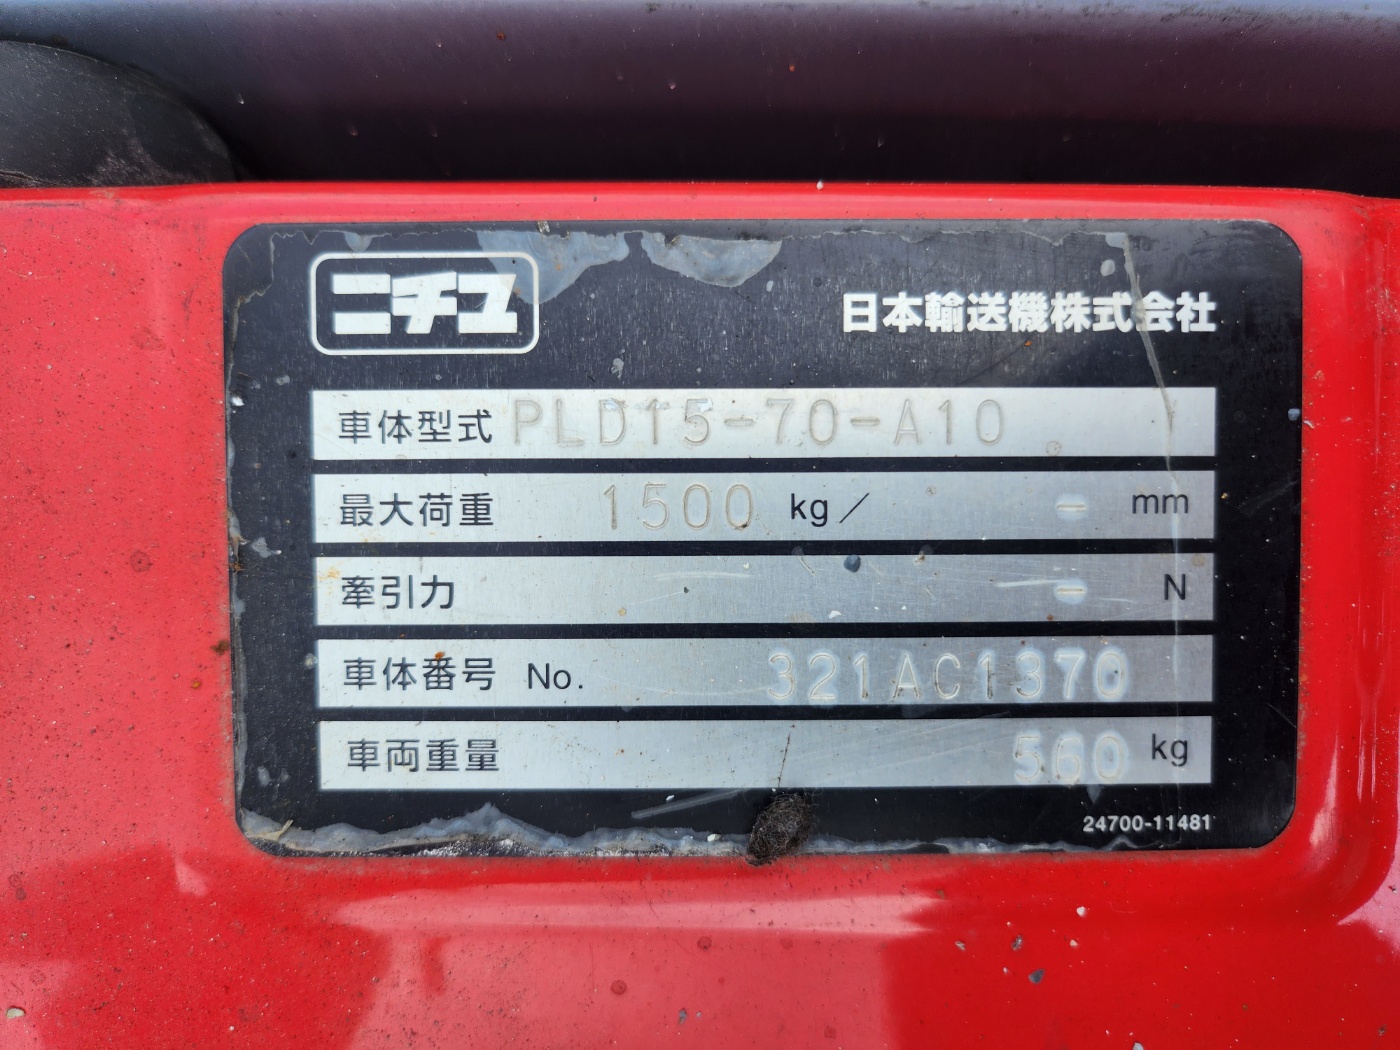 ニチユ
日本輸送機株式会社
車体型式 PLD15-70-A10
最大荷重 1500 kg／ - mm
牽引力 - N
車体番号 No. 321AC1370
車両重量 560 kg
24700-11481